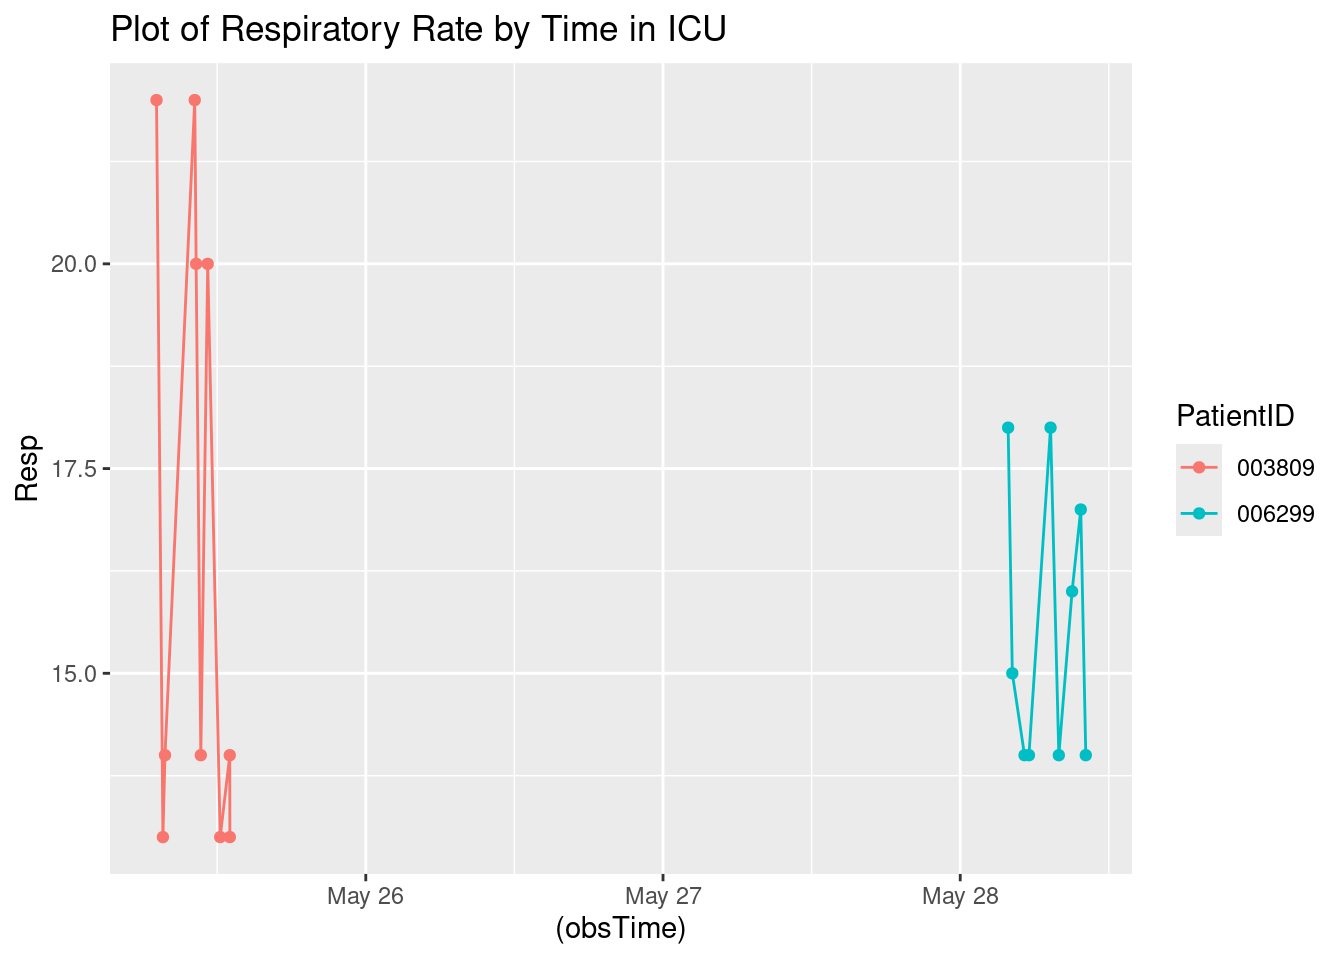 Plot of Respiratory Rate by Time in ICU
20.0
17.5
15.0
Resp
May 26 May 27 May 28
(obsTime)
PatientID
003809
006299